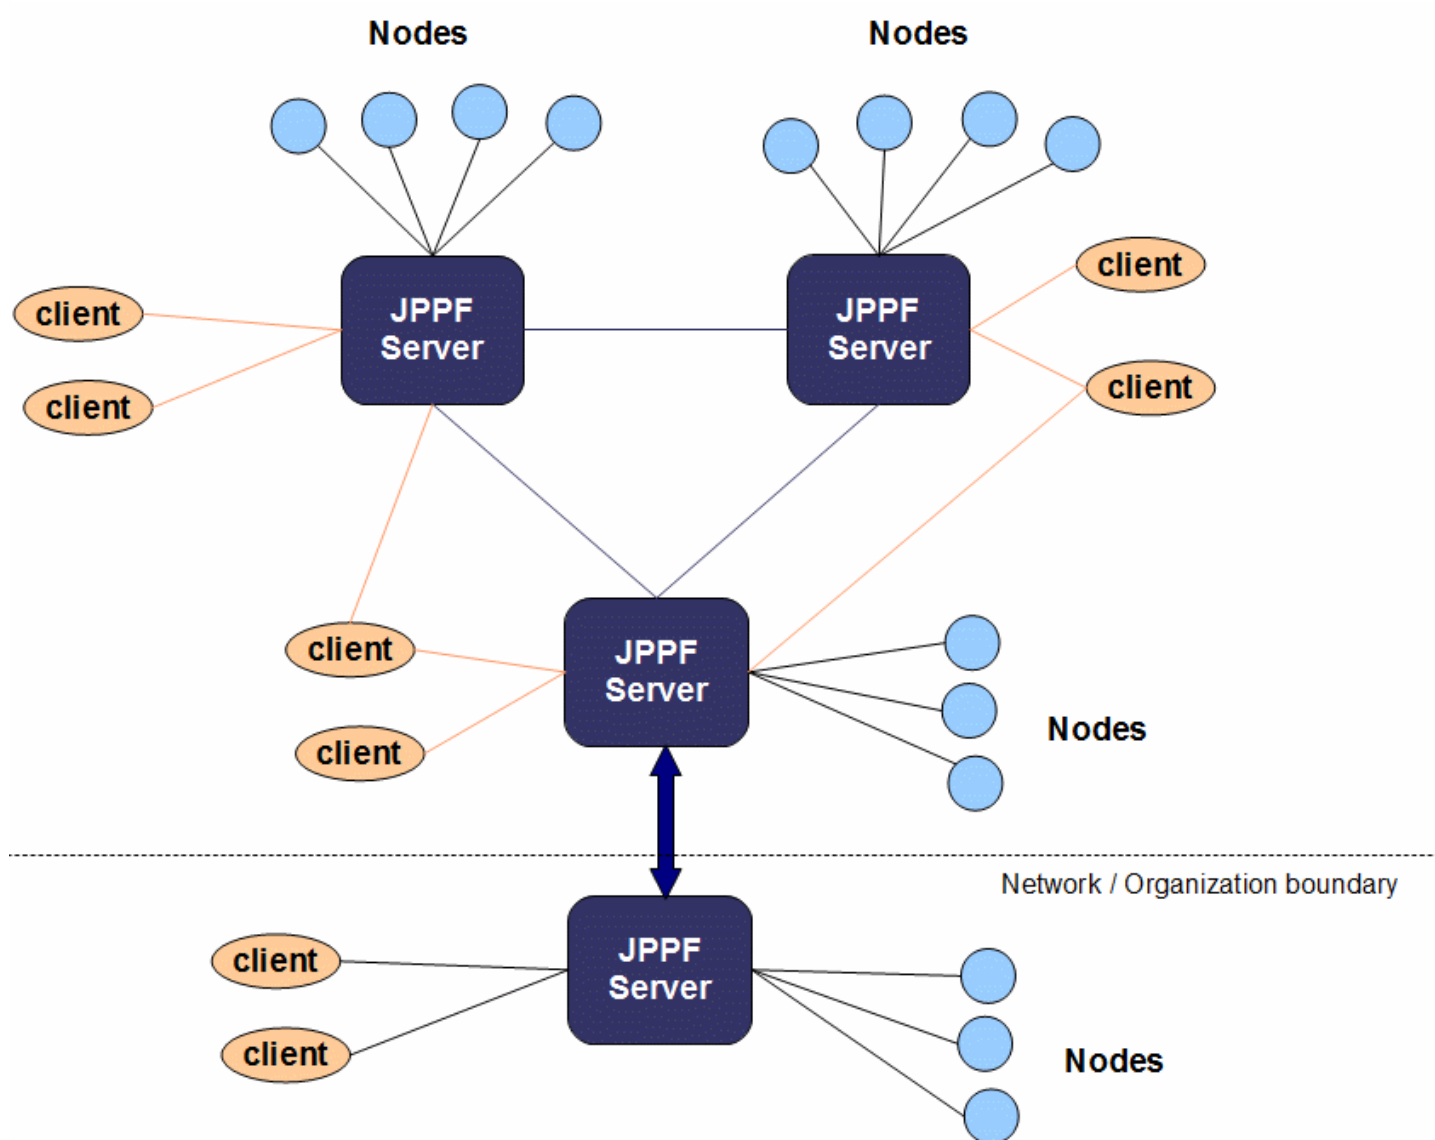 Nodes
Nodes
client
JPPF
Server
JPPF
Server
client
client
client
client
JPPF
Server
client
Nodes
Network / Organization boundary
client
JPPF
Server
client
Nodes